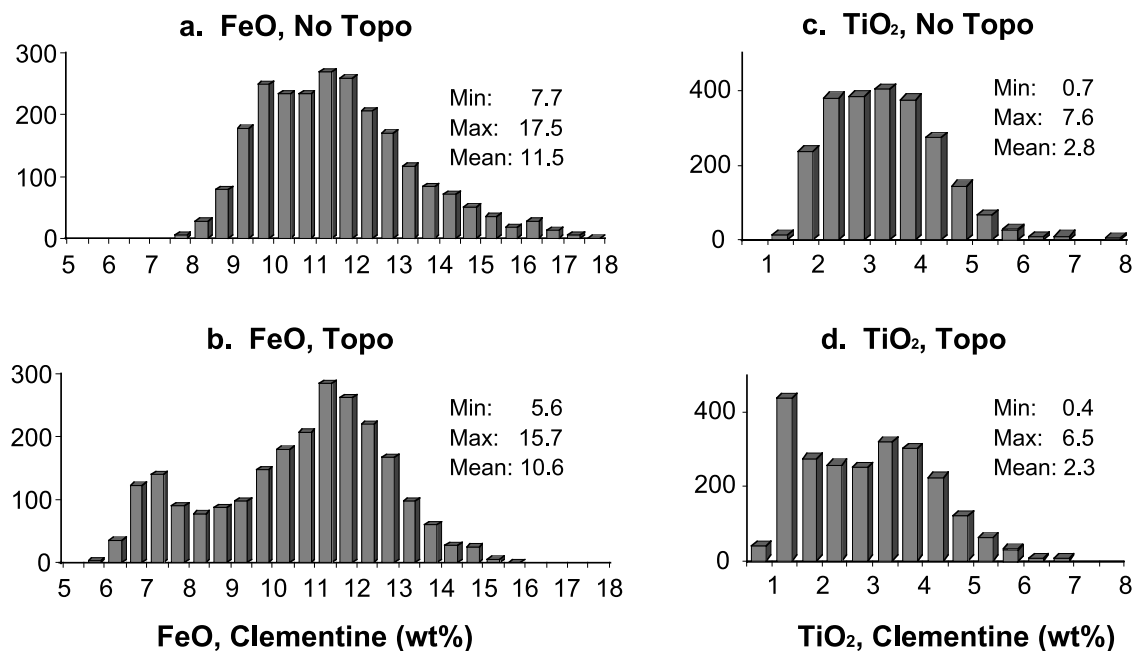 a. FeO, No Topo
300
200
100
0
Min: 7.7
Max: 17.5
Mean: 11.5
5 6 7 8 9 10 11 12 13 14 15 16 17 18
c. TiO₂, No Topo
400
200
0
Min: 0.7
Max: 7.6
Mean: 2.8
1 2 3 4 5 6 7 8
b. FeO, Topo
300
200
100
0
Min: 5.6
Max: 15.7
Mean: 10.6
5 6 7 8 9 10 11 12 13 14 15 16 17 18
FeO, Clementine (wt%)
d. TiO₂, Topo
400
200
0
Min: 0.4
Max: 6.5
Mean: 2.3
1 2 3 4 5 6 7 8
TiO₂, Clementine (wt%)